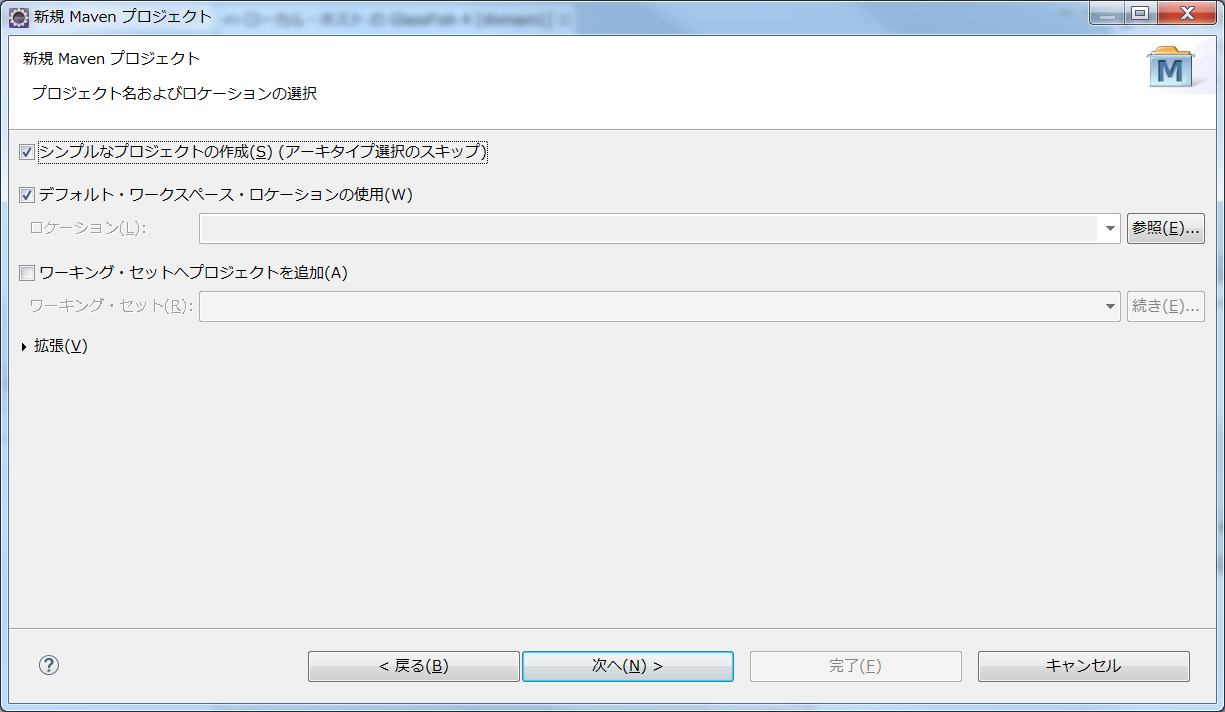 新規 Maven プロジェクト
新規 Maven プロジェクト
M
プロジェクト名およびロケーションの選択
シンプルなプロジェクトの作成(S) (アーキタイプ選択のスキップ)
デフォルト・ワークスペース・ロケーションの使用(W)
ロケーション(L):
参照(E)...
ワーキング・セットへプロジェクトを追加(A)
ワーキング・セット(R):
続き(E)...
拡張(V)
?
< 戻る(B)
次へ(N) >
完了(F)
キャンセル